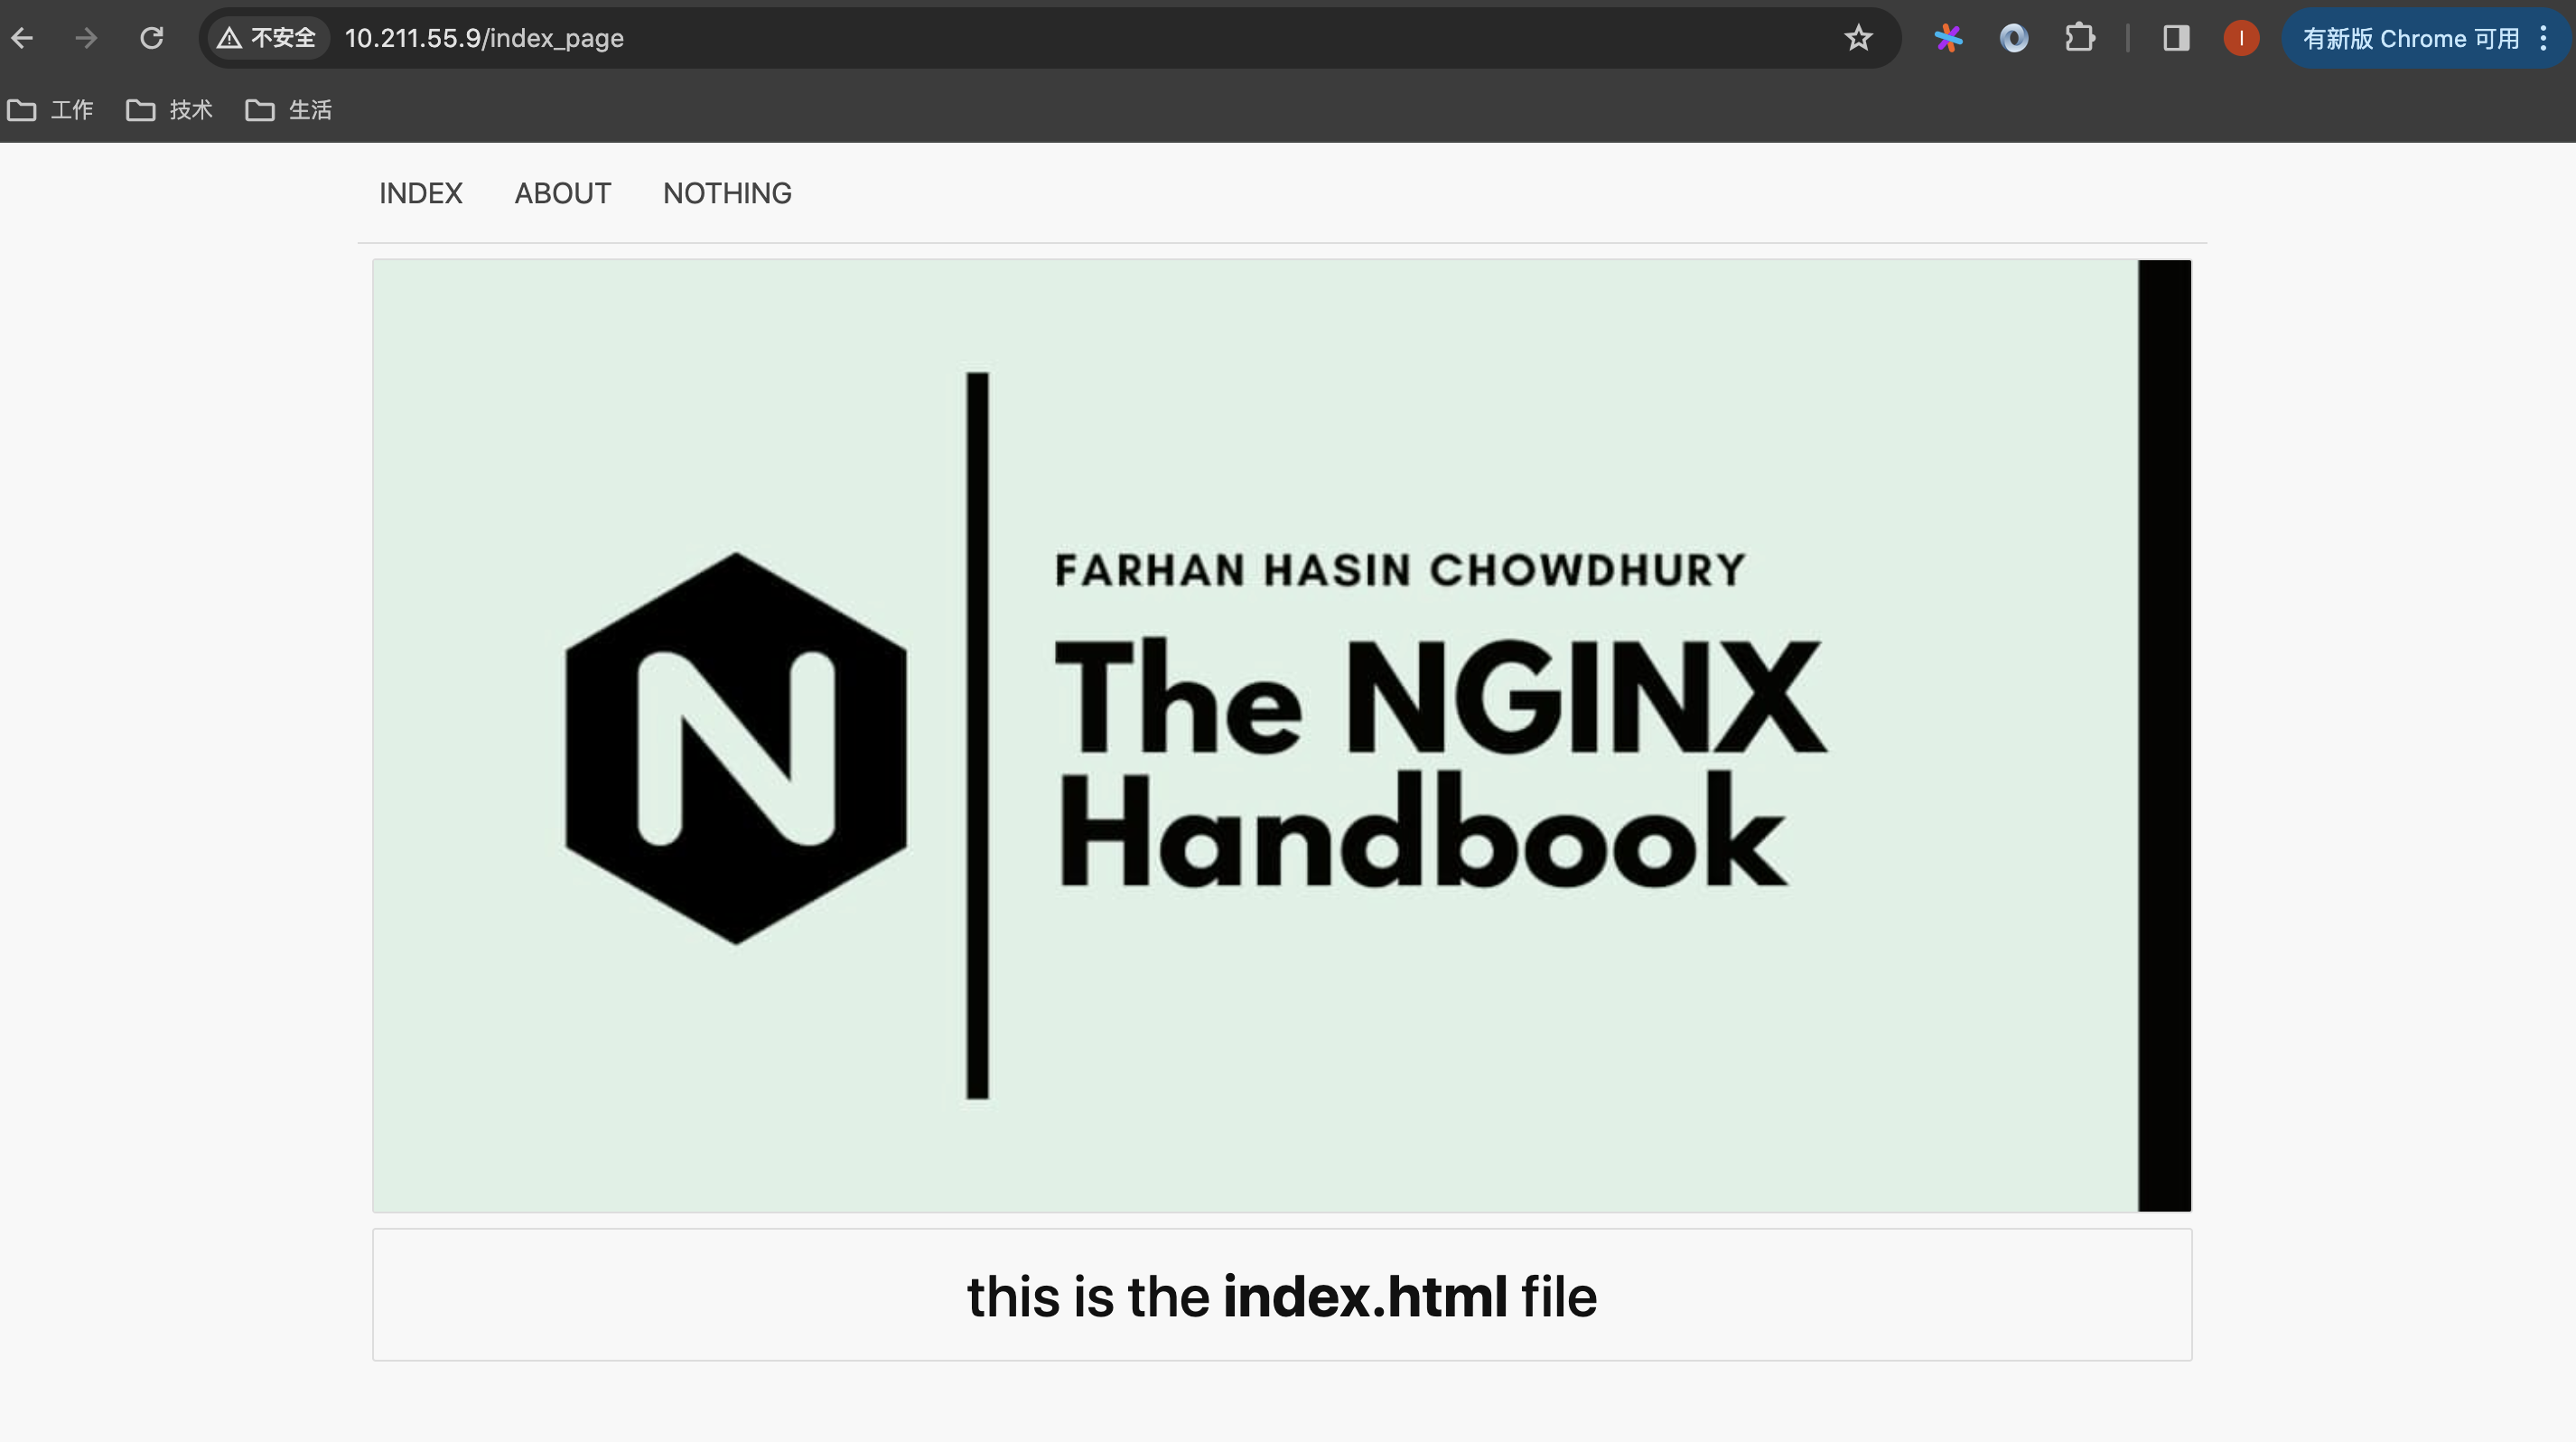 不安全 10.211.55.9/index_page 有新版 Chrome 可用
工作 技术 生活
INDEX ABOUT NOTHING
FARHAN HASIN CHOWDHURY
The NGINX
Handbook
this is the index.html file